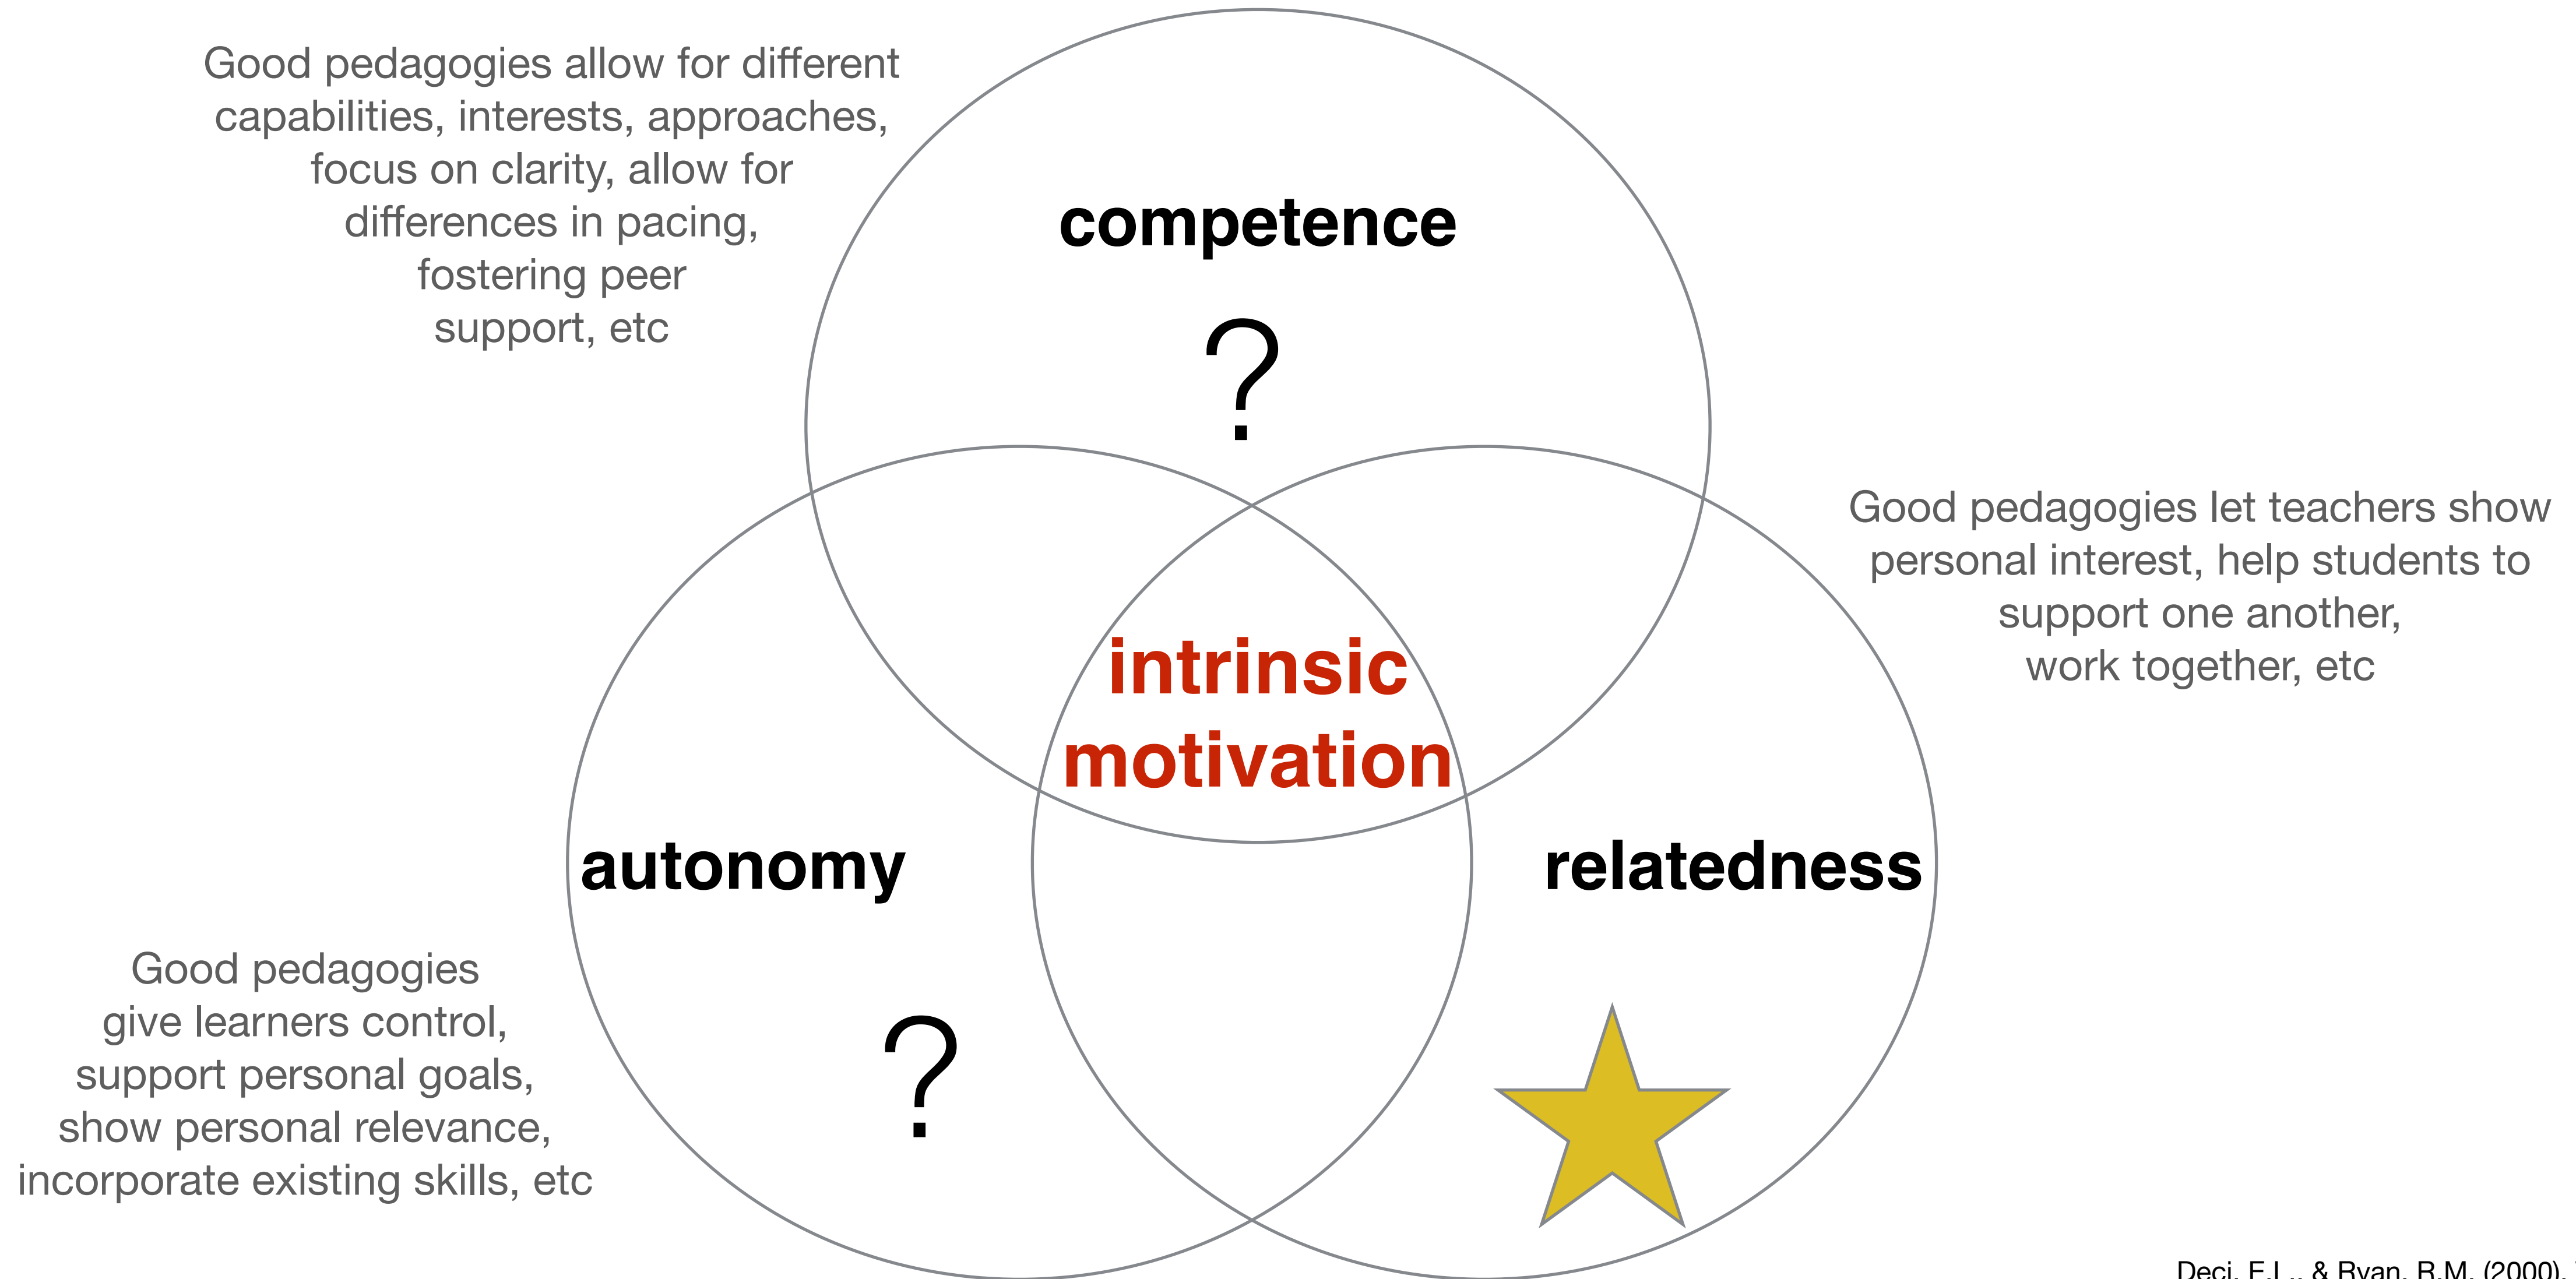 Good pedagogies allow for different
capabilities, interests, approaches,
focus on clarity, allow for
differences in pacing,
fostering peer
support, etc
competence
?
Good pedagogies let teachers show
personal interest, help students to
support one another,
work together, etc
intrinsic
motivation
autonomy
relatedness
Good pedagogies
give learners control,
support personal goals,
show personal relevance,
incorporate existing skills, etc
?
Deci, E.L., & Ryan, R.M. (2000).